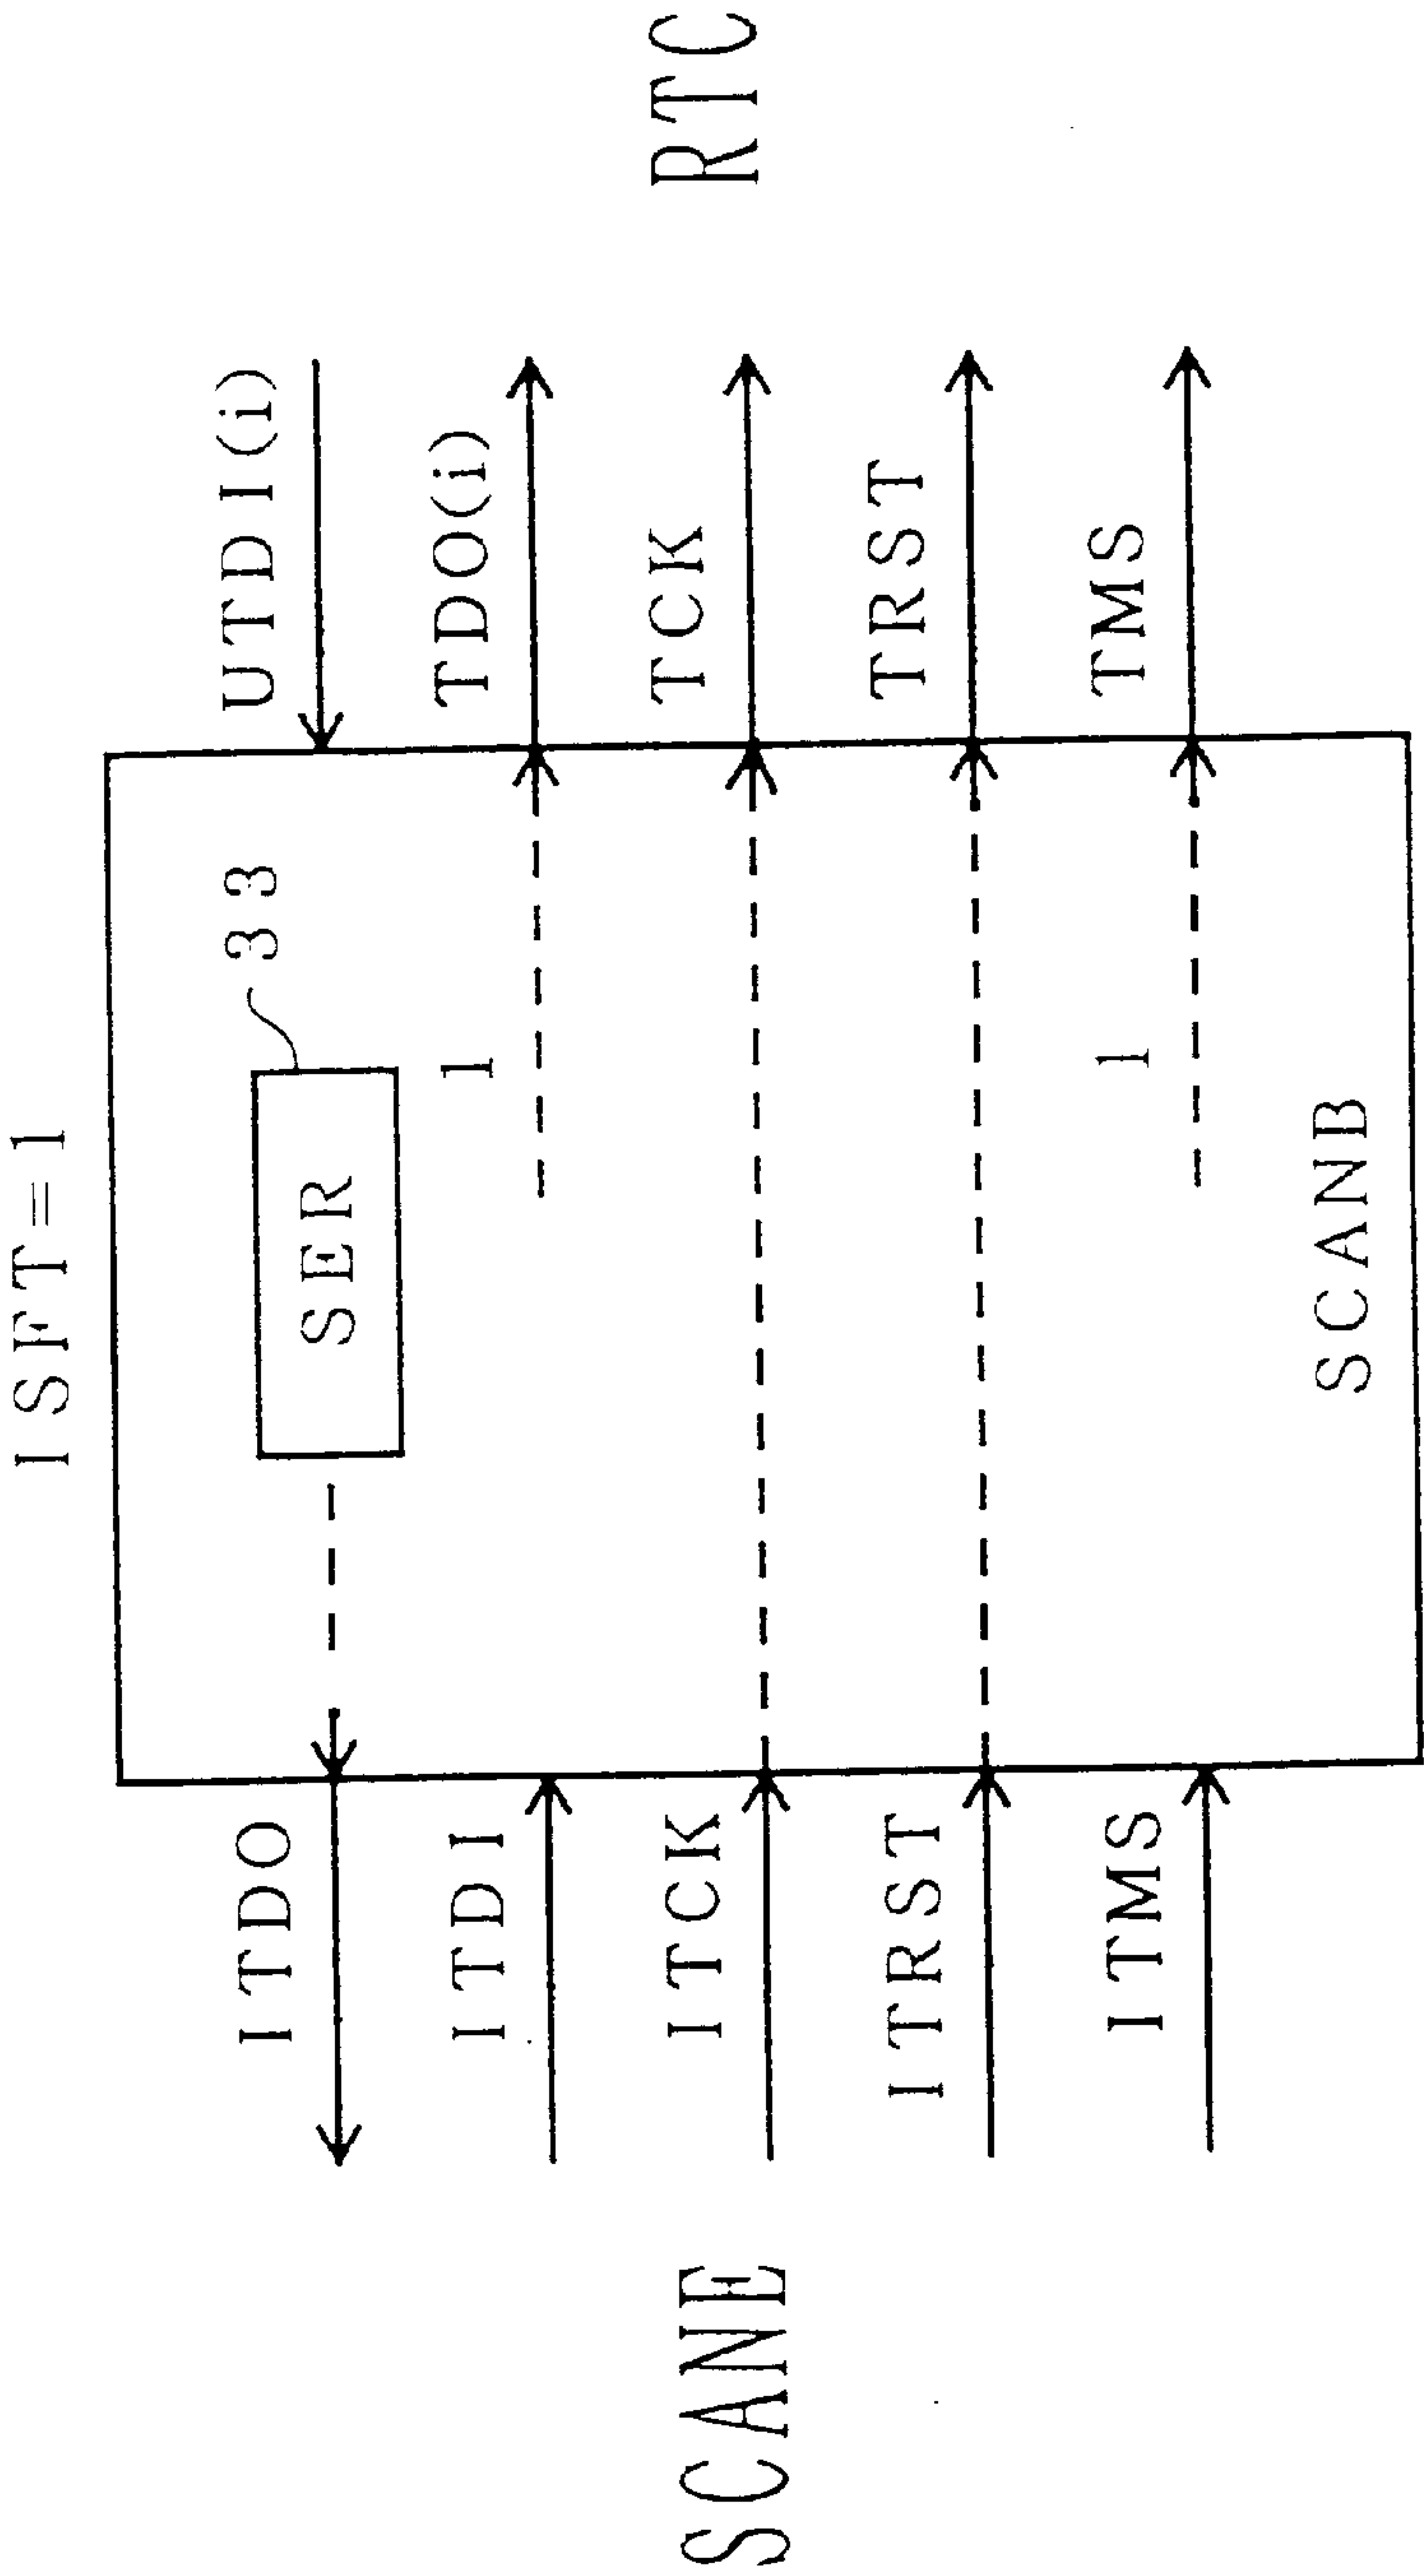 ISFT=1
SCANE
RTC
ITDO
SER
33
UTDI(i)
ITDI
1
TDO(i)
ITCK
TCK
ITRST
TRST
ITMS
1
TMS
SCANB